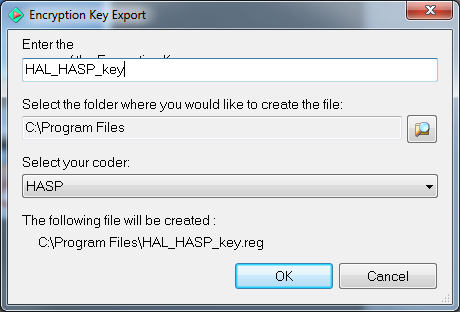 Encryption Key Export
Enter the
HAL_HASP_key
Select the folder where you would like to create the file:
C:\Program Files
Select your coder:
HASP
The following file will be created :
C:\Program Files\HAL_HASP_key.reg
OK
Cancel